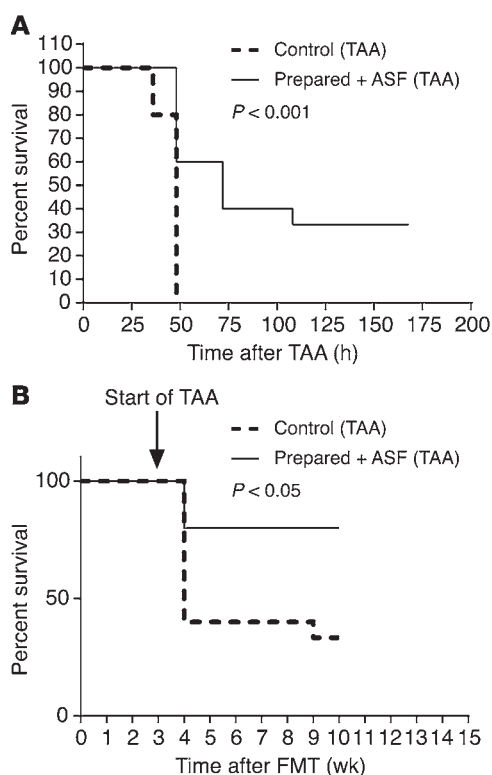 A
110
100
90
80
70
60
50
40
30
20
10
0
Percent survival
Control (TAA)
Prepared + ASF (TAA)
P < 0.001
0 25 50 75 100 125 150 175 200
Time after TAA (h)
B
Start of TAA
Control (TAA)
Prepared + ASF (TAA)
P < 0.05
100
50
0
Percent survival
0 1 2 3 4 5 6 7 8 9 10 11 12 13 14 15
Time after FMT (wk)